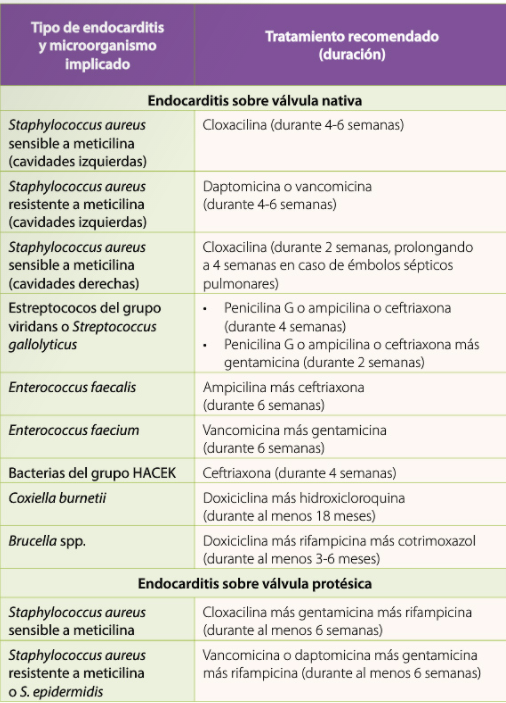 Tipo de endocarditis
y microorganismo
implicado
Tratamiento recomendado
(duración)
Endocarditis sobre válvula nativa
Staphylococcus aureus
sensible a meticilina
(cavidades izquierdas)
Cloxacilina (durante 4-6 semanas)
Staphylococcus aureus
resistente a meticilina
(cavidades izquierdas)
Daptomicina o vancomicina
(durante 4-6 semanas)
Staphylococcus aureus
sensible a meticilina
(cavidades derechas)
Cloxacilina (durante 2 semanas, prolongando
a 4 semanas en caso de émbolos sépticos
pulmonares)
Estreptococos del grupo
viridans o Streptococcus
gallolyticus
• Penicilina G o ampicilina o ceftriaxona
(durante 4 semanas)
• Penicilina G o ampicilina o ceftriaxona más
gentamicina (durante 2 semanas)
Enterococcus faecalis
Ampicilina más ceftriaxona
(durante 6 semanas)
Enterococcus faecium
Vancomicina más gentamicina
(durante 6 semanas)
Bacterias del grupo HACEK
Ceftriaxona (durante 4 semanas)
Coxiella burnetii
Doxiciclina más hidroxicloroquina
(durante al menos 18 meses)
Brucella spp.
Doxiciclina más rifampicina más cotrimoxazol
(durante al menos 3-6 meses)
Endocarditis sobre válvula protésica
Staphylococcus aureus
sensible a meticilina
Cloxacilina más gentamicina más rifampicina
(durante al menos 6 semanas)
Staphylococcus aureus
resistente a meticilina
o S. epidermidis
Vancomicina o daptomicina más gentamicina
más rifampicina (durante al menos 6 semanas)